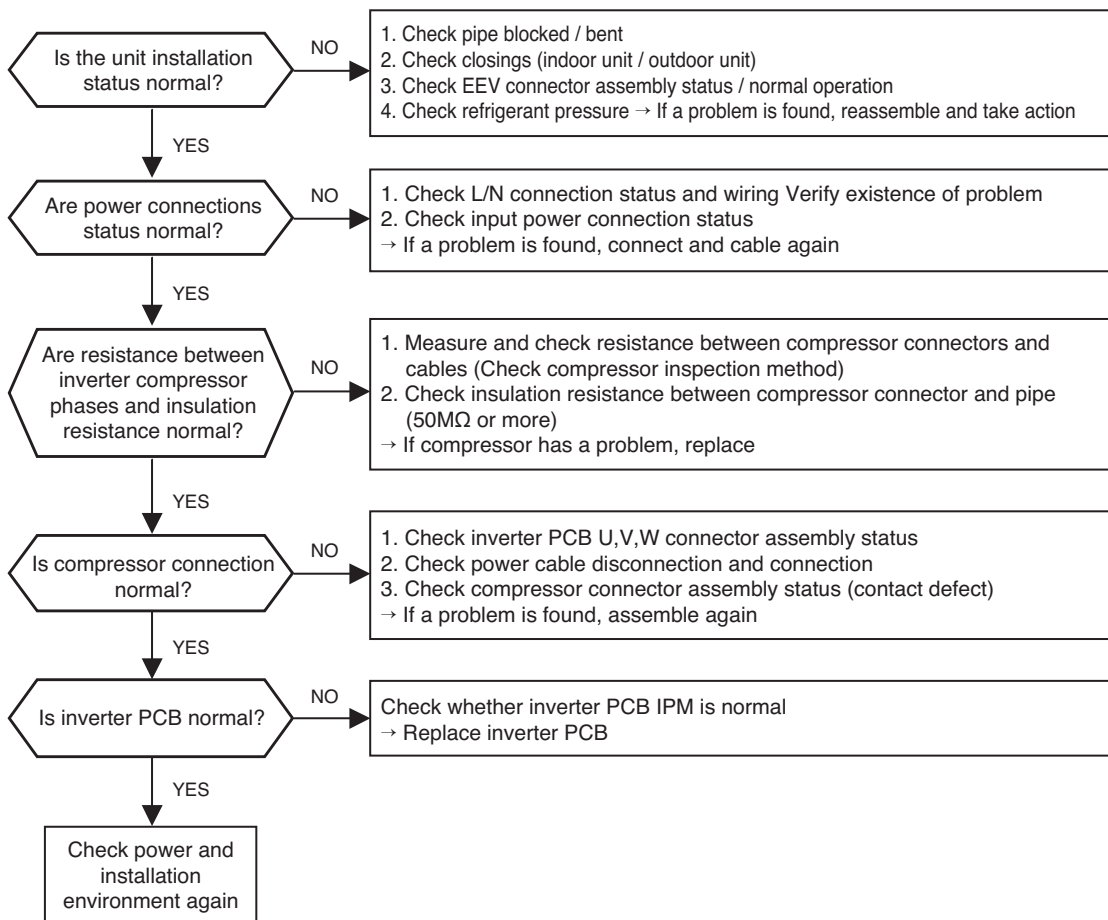 Is the unit installation
status normal?
NO
1. Check pipe blocked / bent
2. Check closings (indoor unit / outdoor unit)
3. Check EEV connector assembly status / normal operation
4. Check refrigerant pressure → If a problem is found, reassemble and take action
YES
Are power connections
status normal?
NO
1. Check L/N connection status and wiring Verify existence of problem
2. Check input power connection status
→ If a problem is found, connect and cable again
YES
Are resistance between
inverter compressor
phases and insulation
resistance normal?
NO
1. Measure and check resistance between compressor connectors and
cables (Check compressor inspection method)
2. Check insulation resistance between compressor connector and pipe
(50MΩ or more)
→ If compressor has a problem, replace
YES
Is compressor connection
normal?
NO
1. Check inverter PCB U,V,W connector assembly status
2. Check power cable disconnection and connection
3. Check compressor connector assembly status (contact defect)
→ If a problem is found, assemble again
YES
Is inverter PCB normal?
NO
Check whether inverter PCB IPM is normal
→ Replace inverter PCB
YES
Check power and
installation
environment again